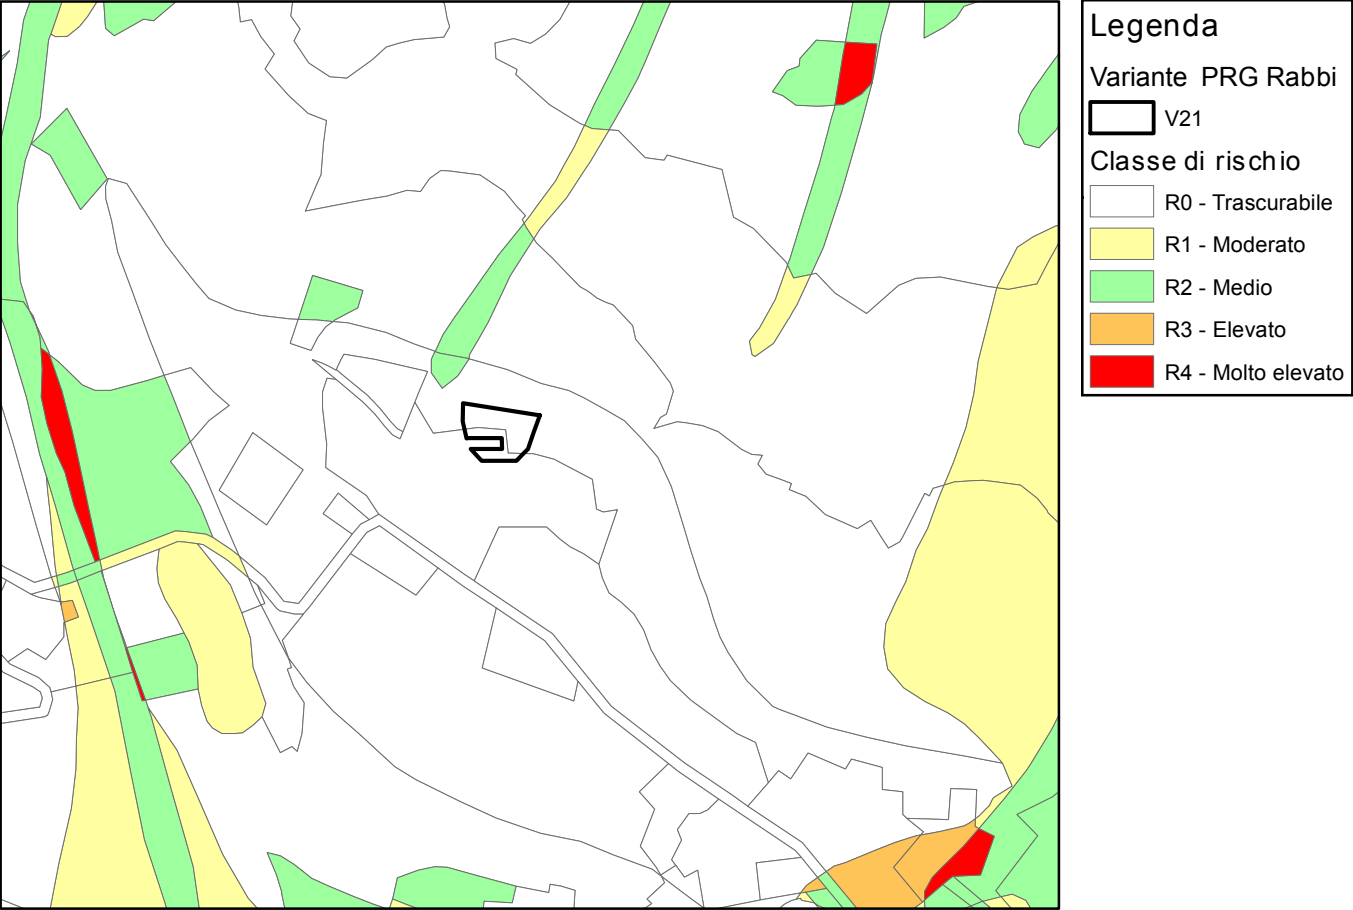 Legenda
Variante PRG Rabbi
V21
Classe di rischio
R0 - Trascurabile
R1 - Moderato
R2 - Medio
R3 - Elevato
R4 - Molto elevato